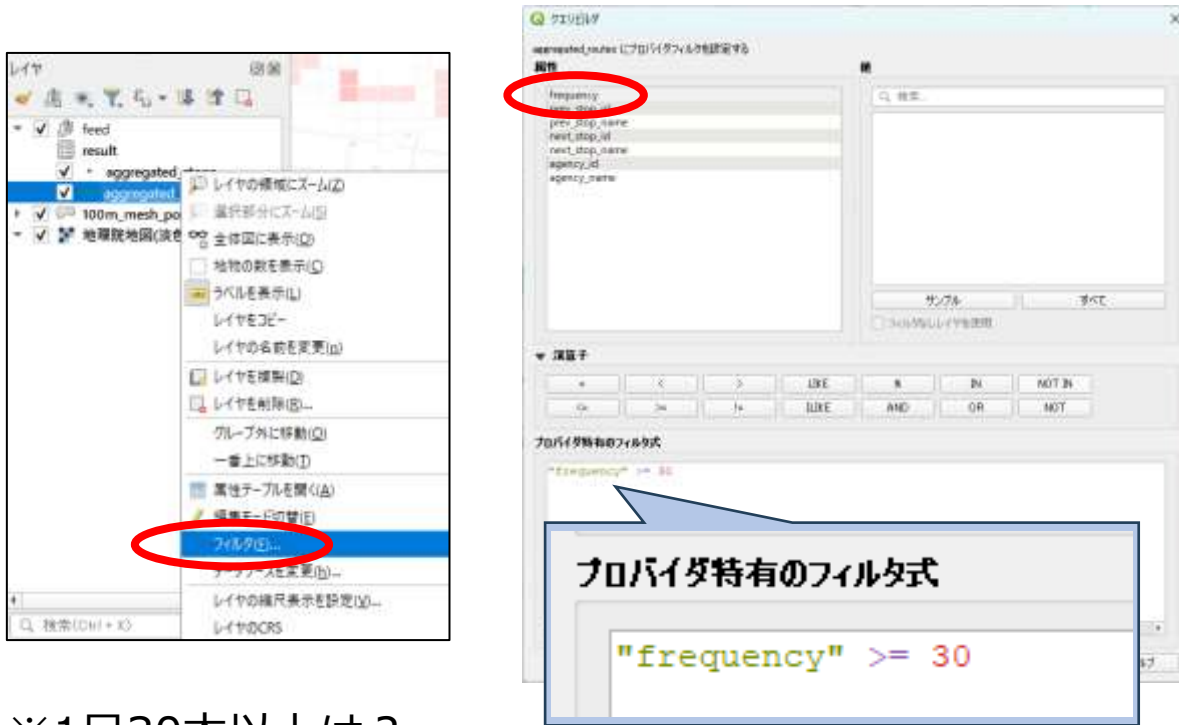 レイヤ
feed
result
aggregated_stops
aggregated_
100m_mesh_po
地理院地図(淡色
検索(Ctrl + K)
レイヤの領域にズーム(Z)
選択部分にズーム(S)
全体図に表示(O)
地物の数を表示(C)
ラベルを表示(L)
レイヤをコピー
レイヤの名前を変更(n)
レイヤを複製(D)
レイヤを削除(R)...
グループ外に移動(O)
一番上に移動(T)
属性テーブルを開く(A)
編集モード切替(E)
フィルタ(F)...
データソースを変更(h)...
レイヤの縮尺表示を設定(V)...
レイヤのCRS
クエリビルダ
aggregated_routes にプロバイダフィルタを設定する
属性
frequency
prev_stop_id
prev_stop_name
next_stop_id
next_stop_name
agency_id
agency_name
値
検索...
サンプル
すべて
フィルタなしレイヤを使用
演算子
=
<
>
LIKE
%
IN
NOT IN
<=
>=
!=
ILIKE
AND
OR
NOT
プロバイダ特有のフィルタ式
"frequency" >= 30
プロバイダ特有のフィルタ式
"frequency" >= 30
ルプ
※1日30本以上は？